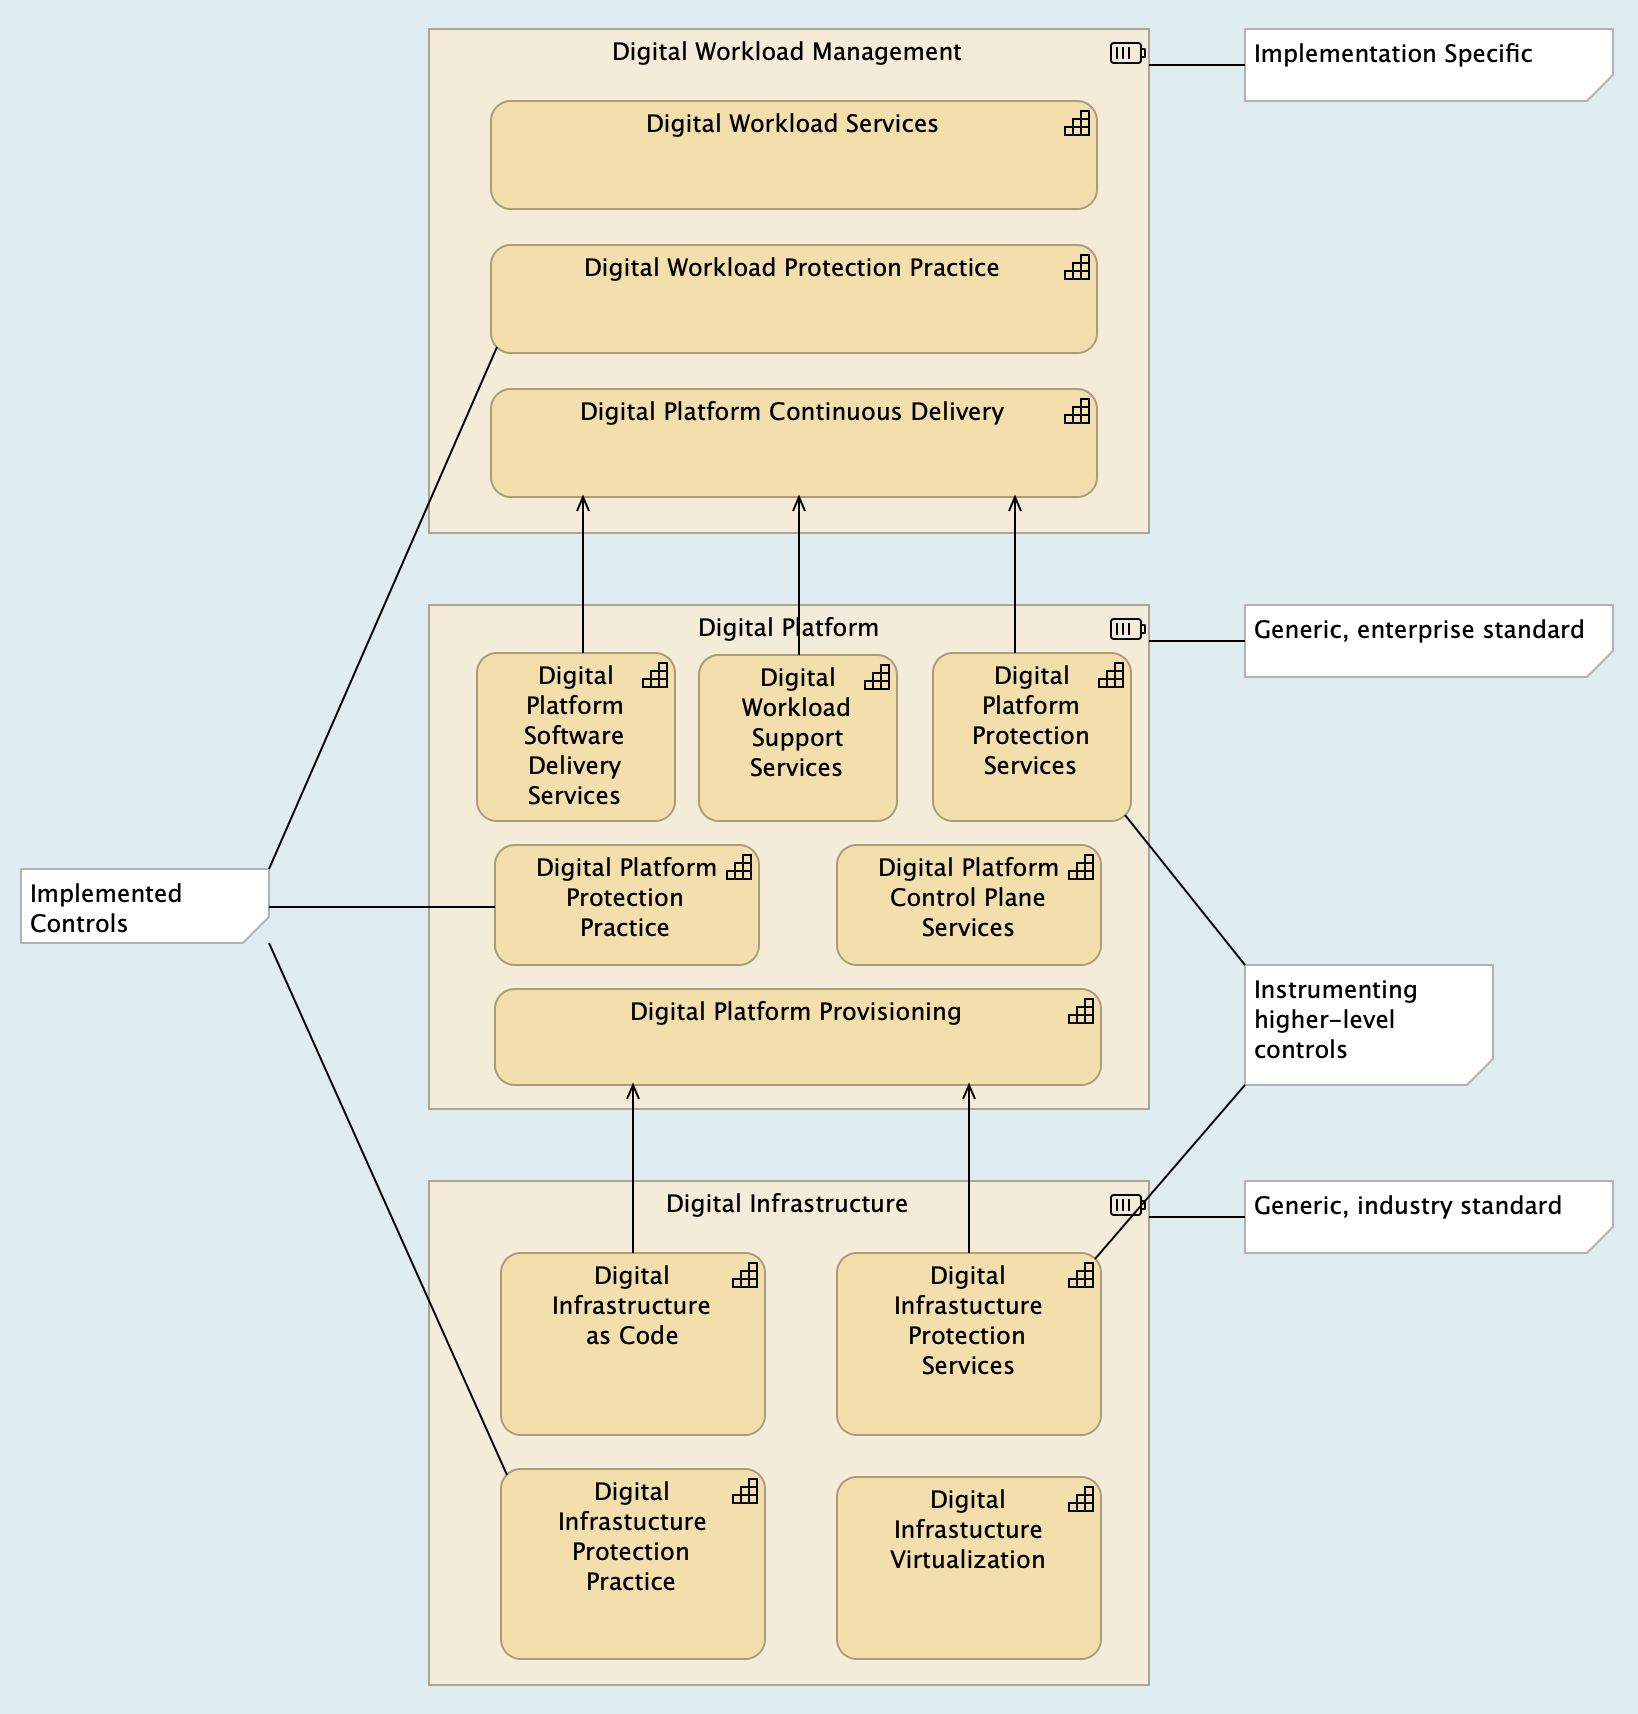 Digital Workload Management
Implementation Specific
Digital Workload Services
Digital Workload Protection Practice
Digital Platform Continuous Delivery
Digital Platform
Generic, enterprise standard
Digital
Platform
Software
Delivery
Services
Digital
Workload
Support
Services
Digital
Platform
Protection
Services
Implemented
Controls
Digital Platform
Protection
Practice
Digital Platform
Control Plane
Services
Instrumenting
higher-level
controls
Digital Platform Provisioning
Digital Infrastructure
Generic, industry standard
Digital
Infrastructure
as Code
Digital
Infrastucture
Protection
Services
Digital
Infrastucture
Protection
Practice
Digital
Infrastucture
Virtualization